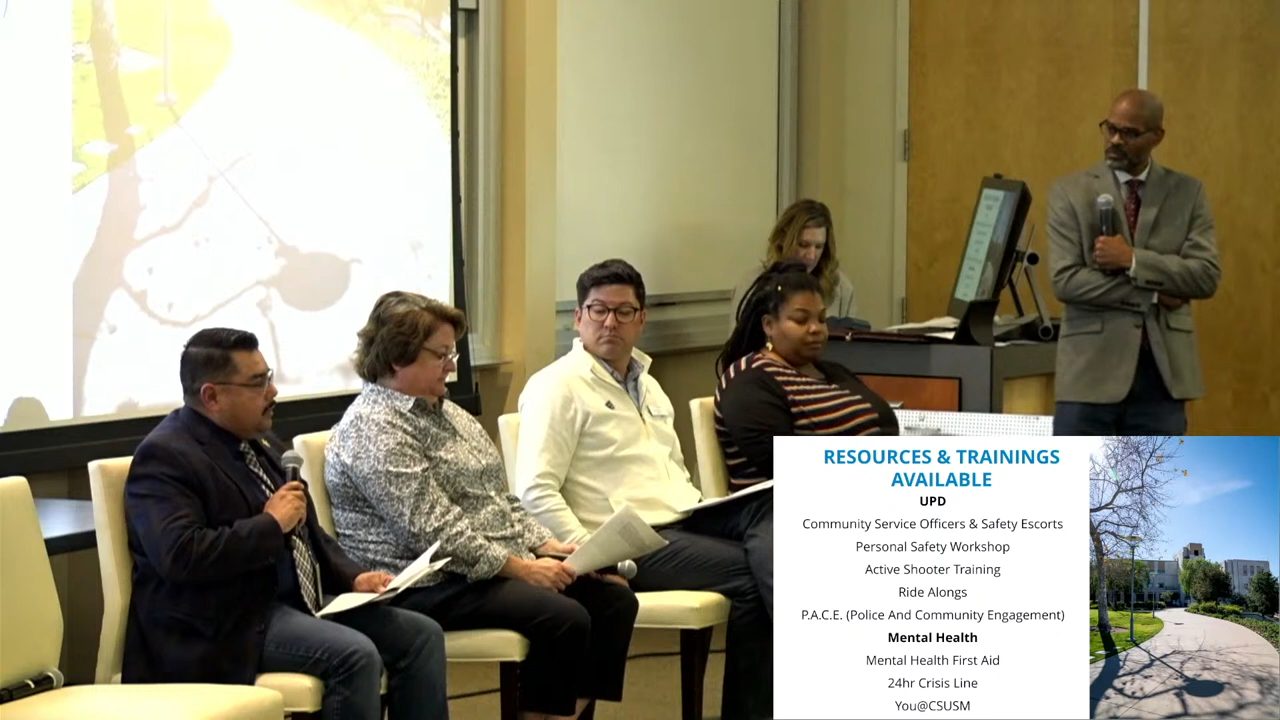 RESOURCES & TRAININGS
AVAILABLE
UPD
Community Service Officers & Safety Escorts
Personal Safety Workshop
Active Shooter Training
Ride Alongs
P.A.C.E. (Police And Community Engagement)
Mental Health
Mental Health First Aid
24hr Crisis Line
You@CSUSM